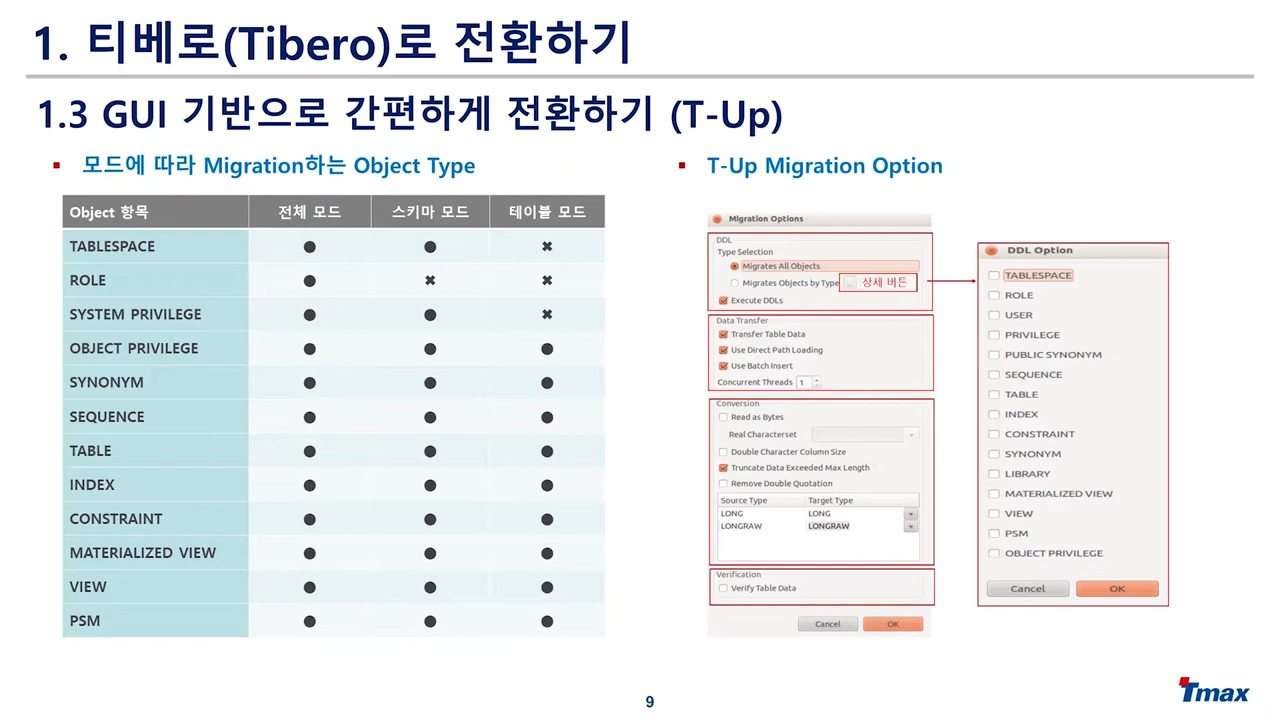 1. 티베로(Tibero)로 전환하기
1.3 GUI 기반으로 간편하게 전환하기 (T-Up)
모드에 따라 Migration하는 Object Type
Object 항목 전체 모드 스키마 모드 테이블 모드
TABLESPACE ● ● ✖
ROLE ● ✖ ✖
SYSTEM PRIVILEGE ● ● ✖
OBJECT PRIVILEGE ● ● ●
SYNONYM ● ● ●
SEQUENCE ● ● ●
TABLE ● ● ●
INDEX ● ● ●
CONSTRAINT ● ● ●
MATERIALIZED VIEW ● ● ●
VIEW ● ● ●
PSM ● ● ●
T-Up Migration Option
Migration Options
DDL
Type Selection
Migrates All Objects
Migrates Objects by Type ... 상세 버튼
Execute DDLs
Data Transfer
Transfer Table Data
Use Direct Path Loading
Use Batch Insert
Concurrent Threads 1
Conversion
Read as Bytes
Real Characterset
Double Character Column Size
Truncate Data Exceeded Max Length
Remove Double Quotation
Source Type Target Type
LONG LONG
LONGRAW LONGRAW
Verification
Verify Table Data
Cancel OK
DDL Option
TABLESPACE
ROLE
USER
PRIVILEGE
PUBLIC SYNONYM
SEQUENCE
TABLE
INDEX
CONSTRAINT
SYNONYM
LIBRARY
MATERIALIZED VIEW
VIEW
PSM
OBJECT PRIVILEGE
Cancel OK
9
Tmax